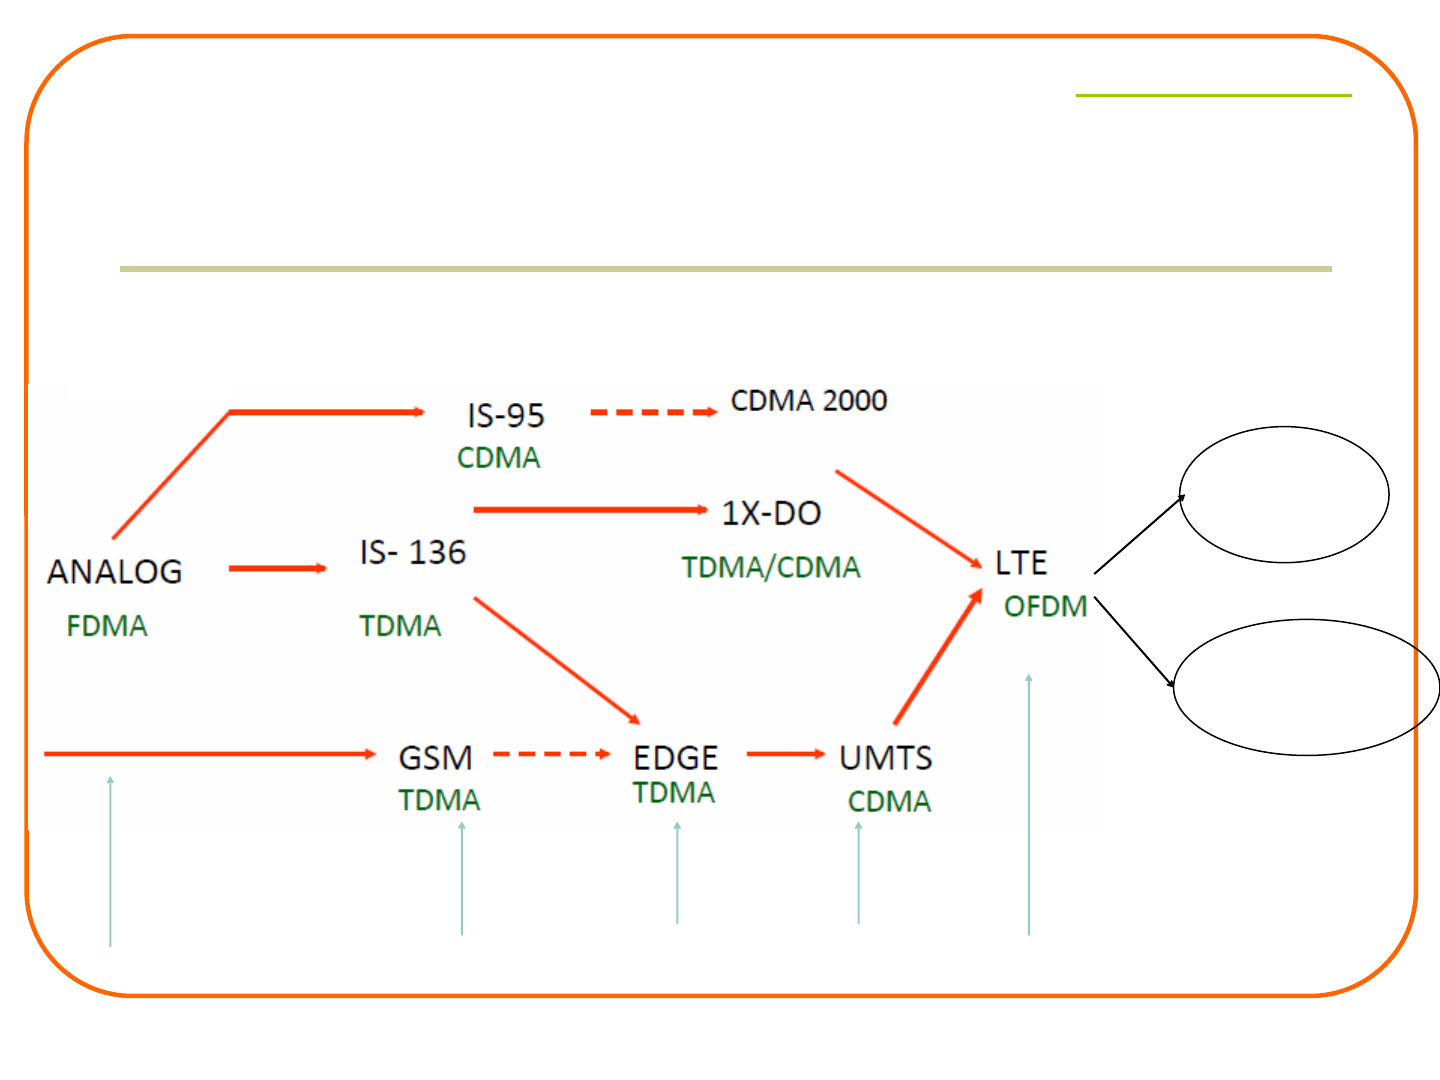 CDMA 2000
IS-95
CDMA
1X-DO
IS- 136
TDMA/CDMA
LTE
ANALOG
OFDM
FDMA
TDMA
GSM
EDGE
UMTS
TDMA
TDMA
CDMA